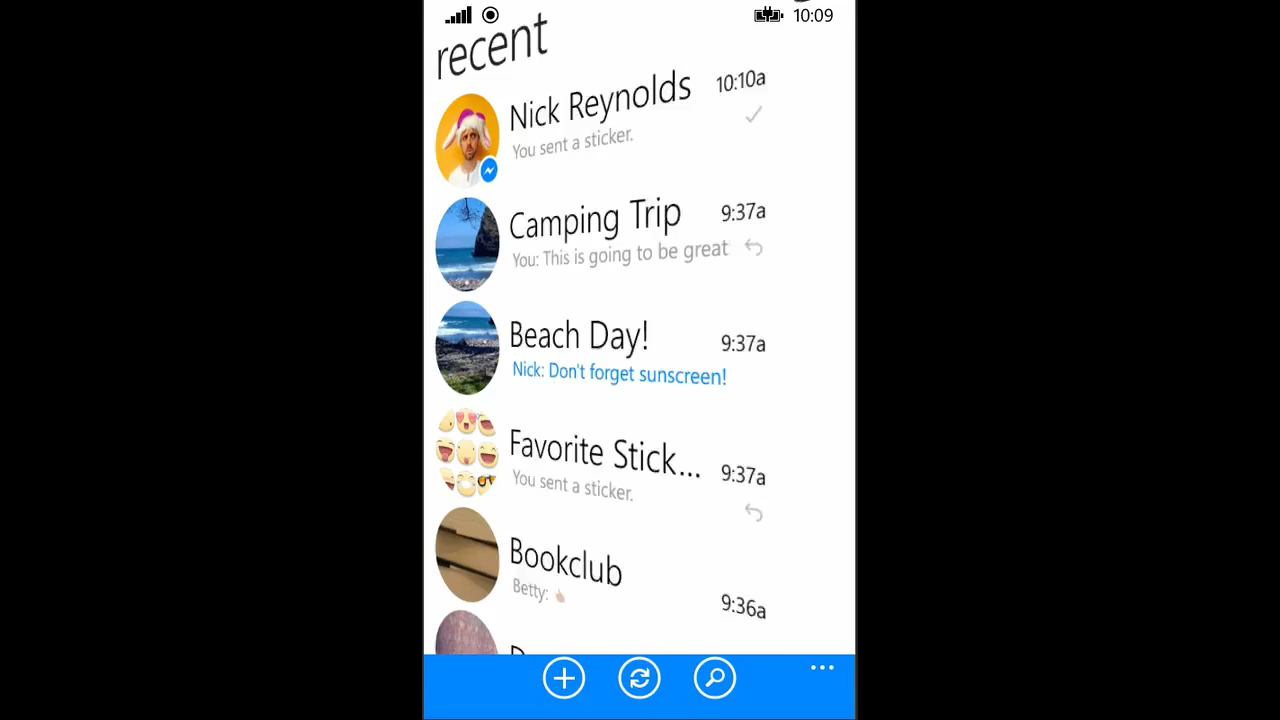 10:09
recent
Nick Reynolds 10:10a
You sent a sticker.
Camping Trip 9:37a
You: This is going to be great
Beach Day! 9:37a
Nick: Don't forget sunscreen!
Favorite Stick... 9:37a
You sent a sticker.
Bookclub 9:36a
Betty: